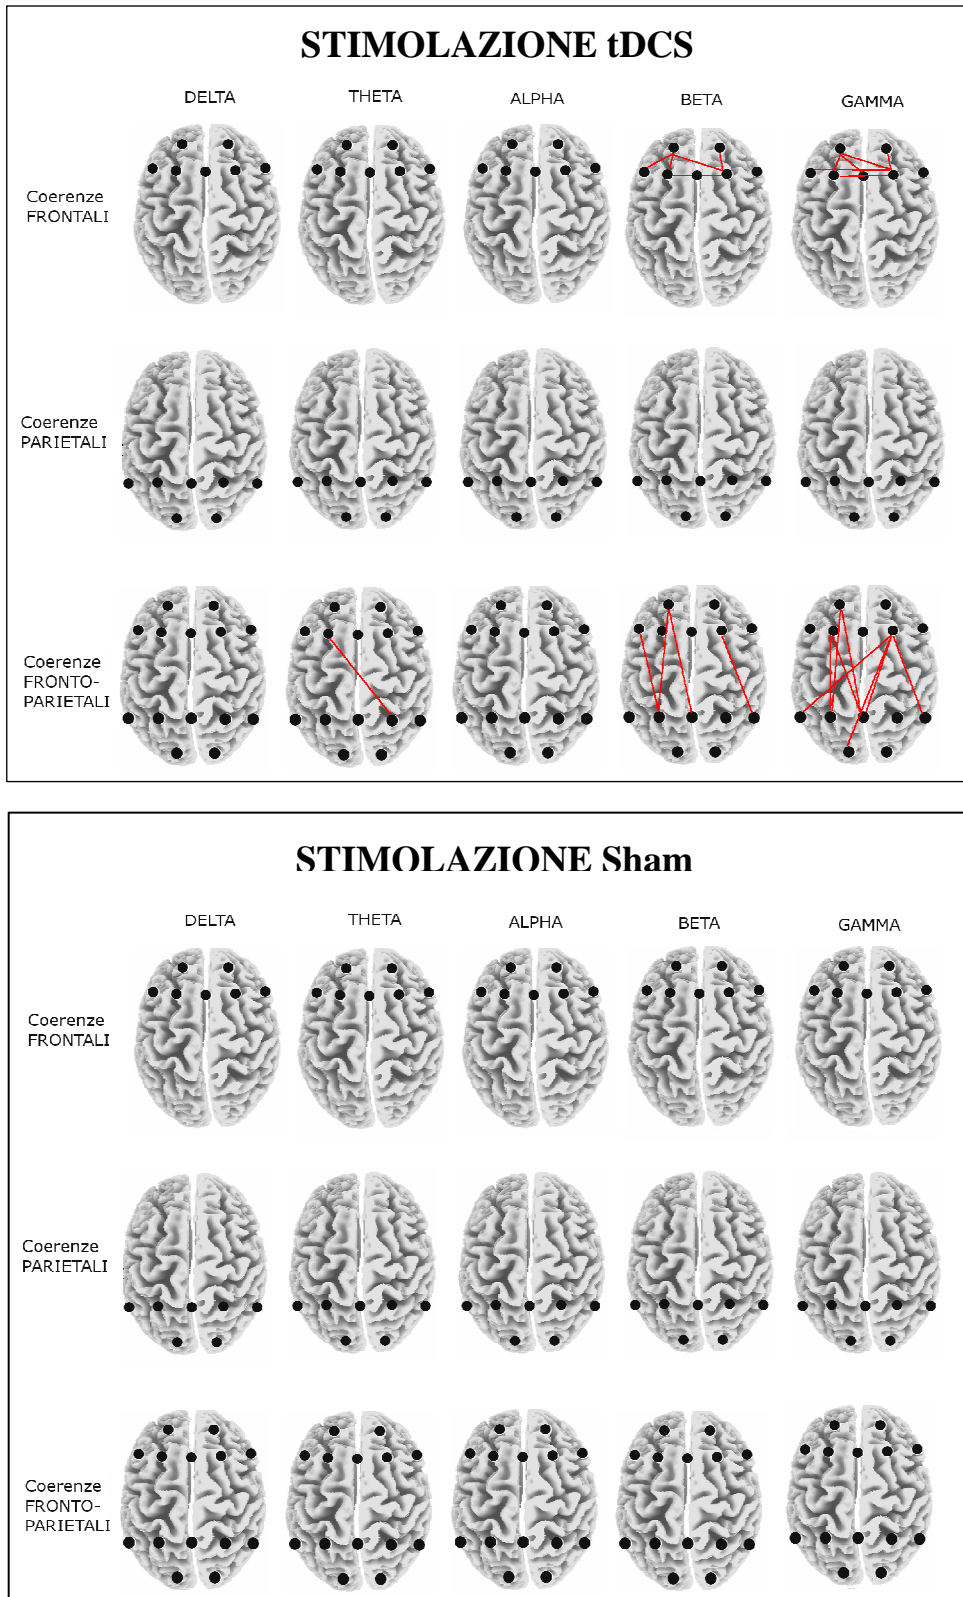 STIMOLAZIONE tDCS
DELTA THETA ALPHA BETA GAMMA
Coerenze
FRONTALI
Coerenze
PARIETALI
Coerenze
FRONTO-
PARIETALI
STIMOLAZIONE Sham
DELTA THETA ALPHA BETA GAMMA
Coerenze
FRONTALI
Coerenze
PARIETALI
Coerenze
FRONTO-
PARIETALI